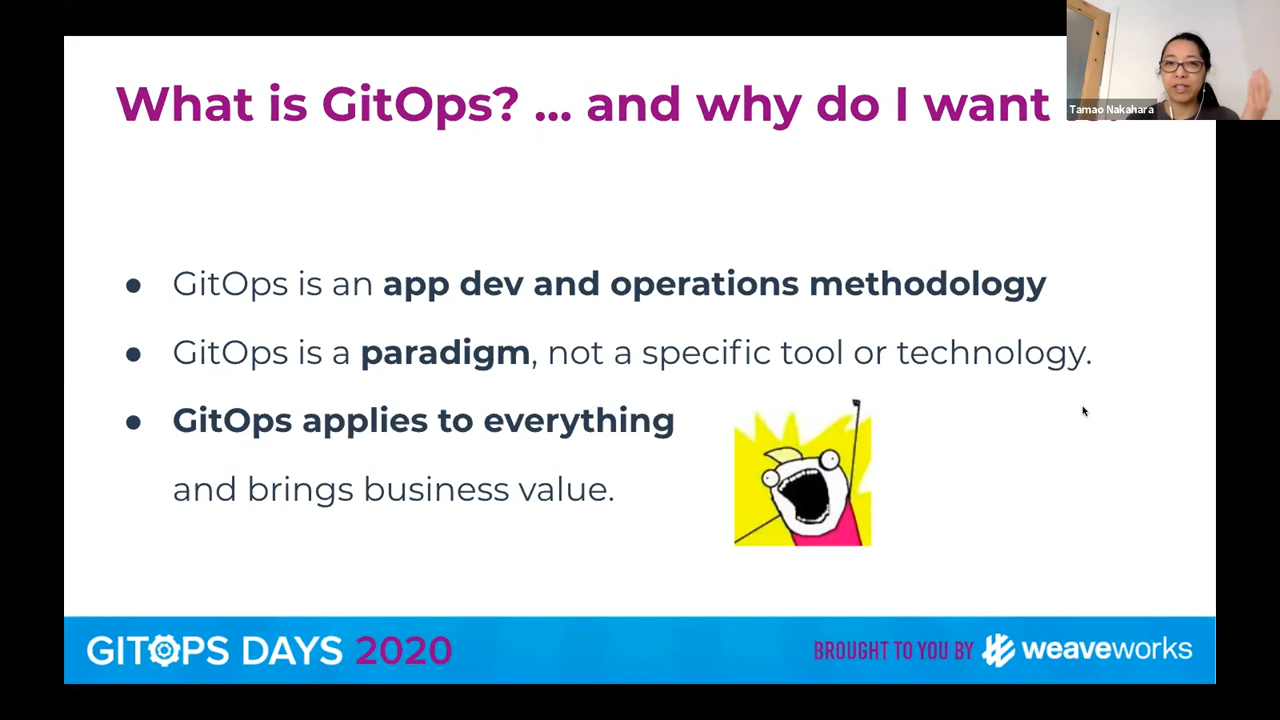 What is GitOps? ... and why do I want
Tamao Nakahara
● GitOps is an app dev and operations methodology
● GitOps is a paradigm, not a specific tool or technology.
● GitOps applies to everything
and brings business value.
GITOPS DAYS 2020
BROUGHT TO YOU BY weaveworks